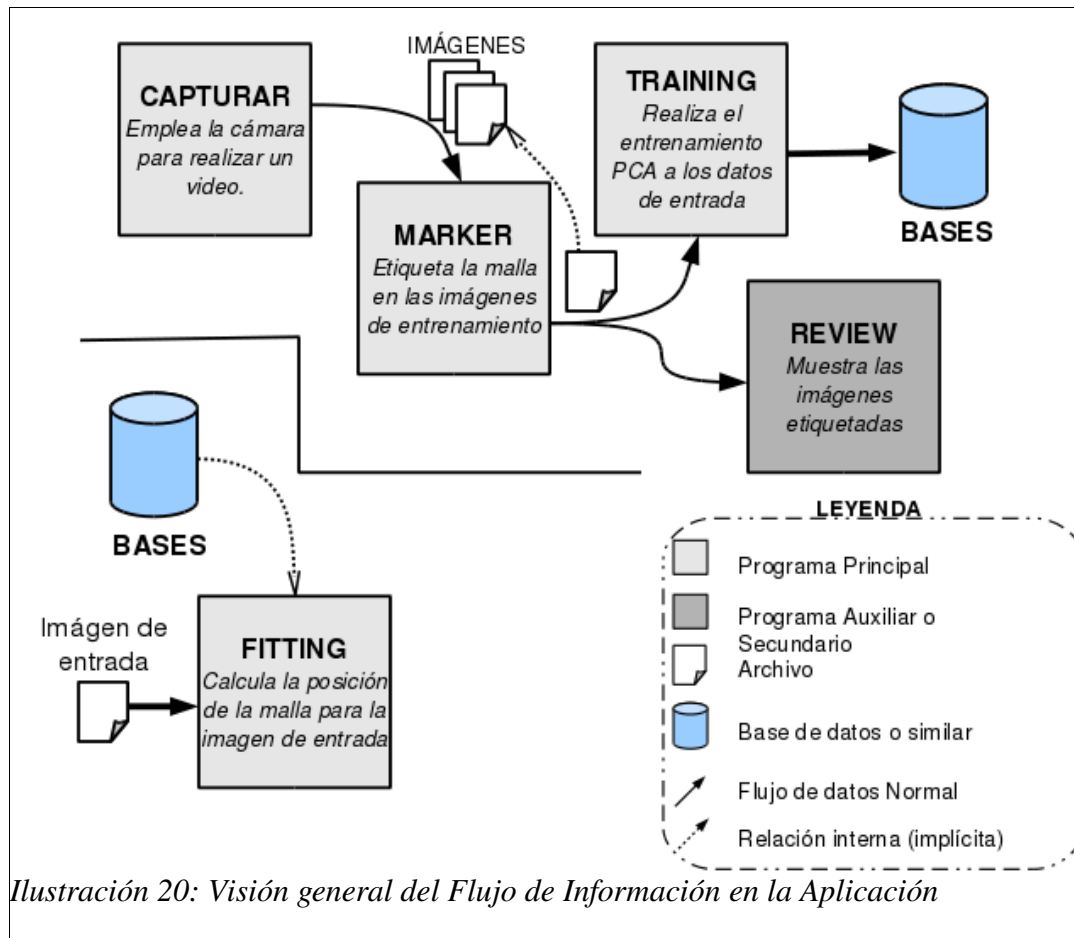 IMÁGENES
CAPTURAR
Emplea la cámara
para realizar un
video.
MARKER
Etiqueta la malla
en las imágenes
de entrenamiento
TRAINING
Realiza el
entrenamiento
PCA a los datos
de entrada
BASES
REVIEW
Muestra las
imágenes
etiquetadas
BASES
Imágen de
entrada
FITTING
Calcula la posición
de la malla para la
imagen de entrada
LEYENDA
Programa Principal
Programa Auxiliar o
Secundario
Archivo
Base de datos o similar
Flujo de datos Normal
Relación interna (implícita)
Ilustración 20: Visión general del Flujo de Información en la Aplicación